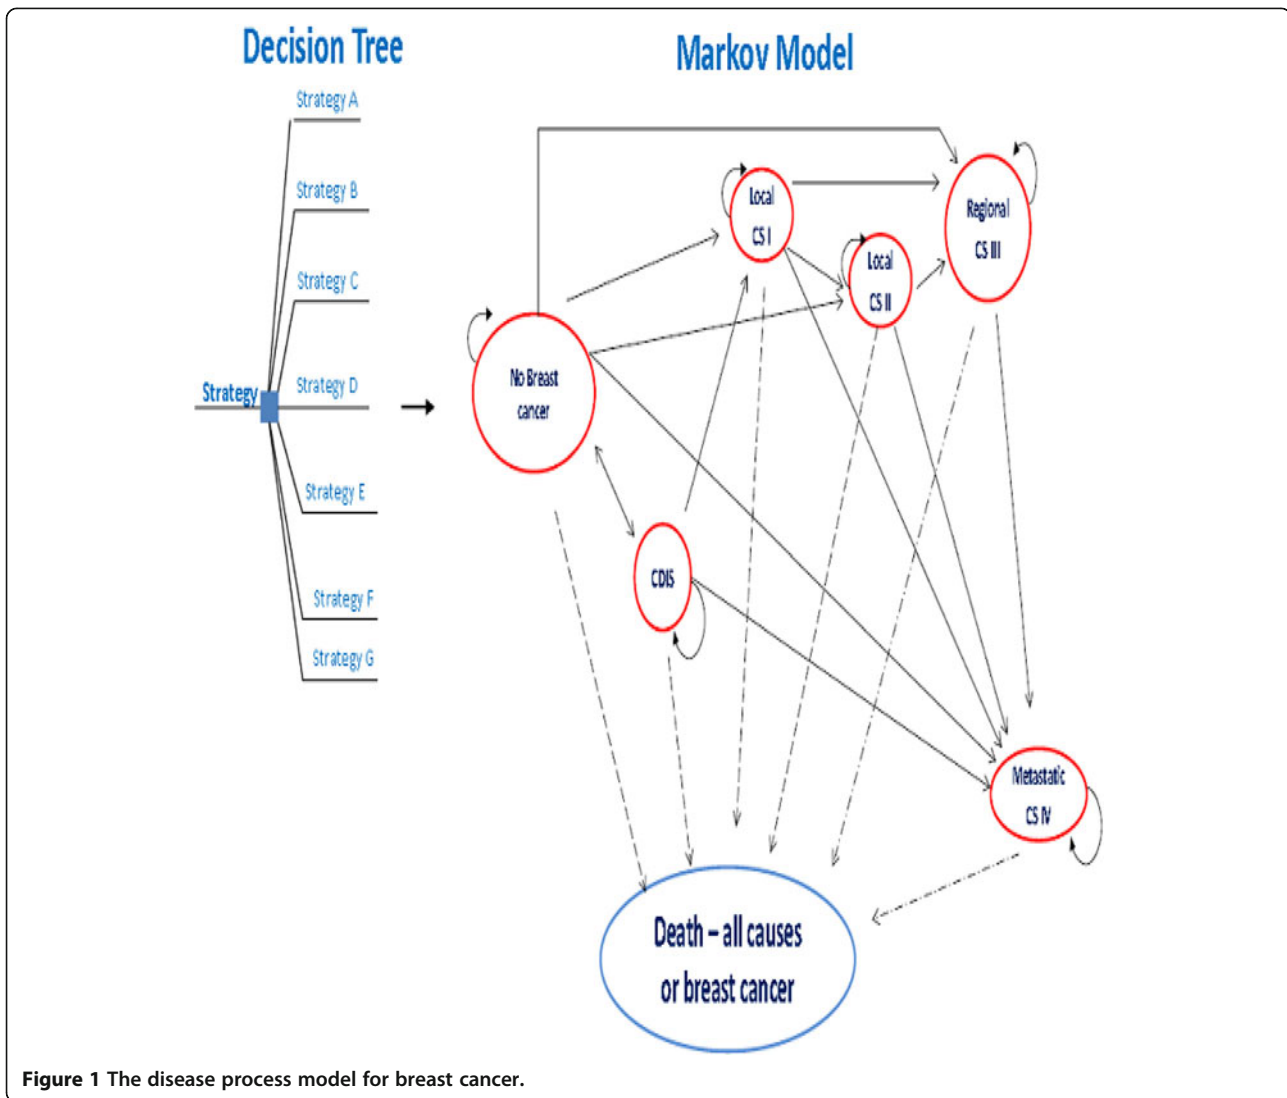 Decision Tree
Markov Model
Strategy A
Strategy B
Strategy C
Strategy D
Strategy
Strategy E
Strategy F
Strategy G
No Breast
cancer
Local
CS I
Local
CS II
Regional
CS III
CDIS
Metastatic
CS IV
Death – all causes
or breast cancer
Figure 1 The disease process model for breast cancer.